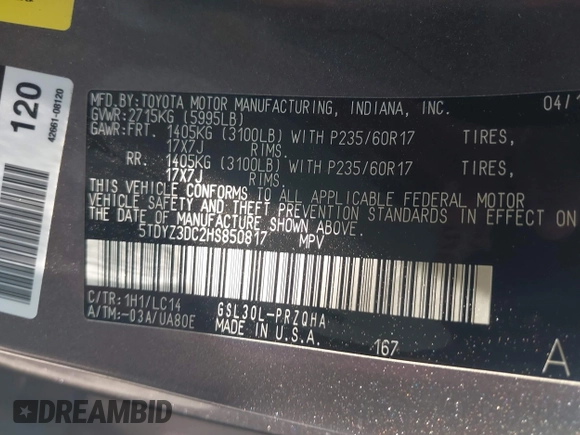 120
42661-08120
MFD.BY:TOYOTA MOTOR MANUFACTURING, INDIANA, INC. 04/1
GVWR:2715KG (5995LB)
GAWR:FRT. 1405KG (3100LB) WITH P235/60R17 TIRES,
17X7J RIMS.
RR. 1405KG (3100LB) WITH P235/60R17 TIRES,
17X7J RIMS.
THIS VEHICLE CONFORMS TO ALL APPLICABLE FEDERAL MOTOR
VEHICLE SAFETY AND THEFT PREVENTION STANDARDS IN EFFECT ON
THE DATE OF MANUFACTURE SHOWN ABOVE.
5TDYZ3DC2HS850817 MPV
C/TR:1H1/LC14 GSL30L-PRZQHA
A/TM:-03A/UA80E MADE IN U.S.A.
167
A
DREAMBID